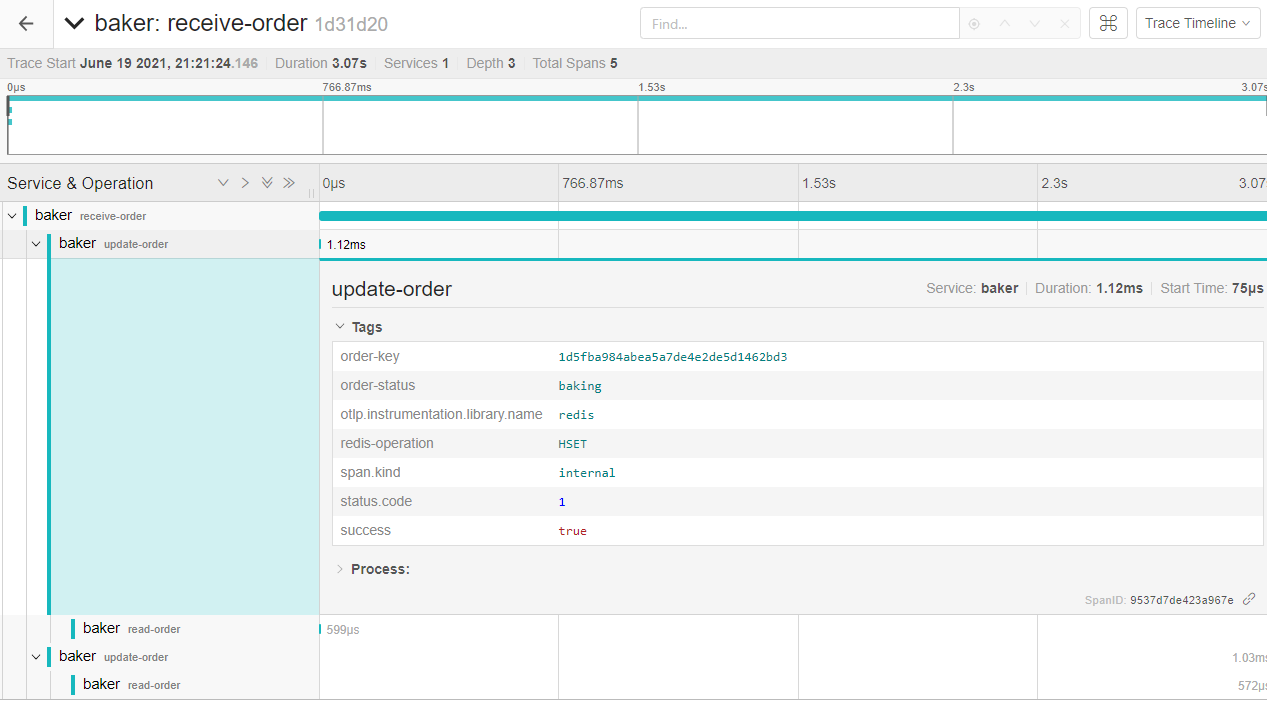 baker: receive-order 1d31d20
Find...
Trace Timeline
Trace Start June 19 2021, 21:21:24.146 Duration 3.07s Services 1 Depth 3 Total Spans 5
0μs 766.87ms 1.53s 2.3s 3.07s
Service & Operation 0μs 766.87ms 1.53s 2.3s 3.07
baker receive-order
baker update-order 1.12ms
update-order Service: baker Duration: 1.12ms Start Time: 75μs
Tags
order-key 1d5fba984abea5a7de4e2de5d1462bd3
order-status baking
otlp.instrumentation.library.name redis
redis-operation HSET
span.kind internal
status.code 1
success true
Process:
SpanID: 9537d7de423a967e
baker read-order 599μs
baker update-order 1.03ms
baker read-order 572μs